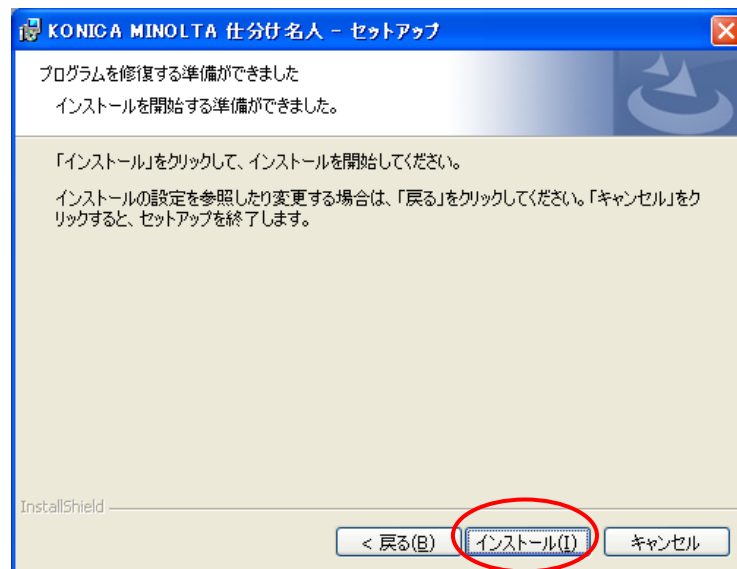 KONICA MINOLTA 仕分け名人 - セットアップ
プログラムを修復する準備ができました
インストールを開始する準備ができました。
「インストール」をクリックして、インストールを開始してください。
インストールの設定を参照したり変更する場合は、「戻る」をクリックしてください。「キャンセル」をク
リックすると、セットアップを終了します。
InstallShield
< 戻る(B) インストール(I) キャンセル